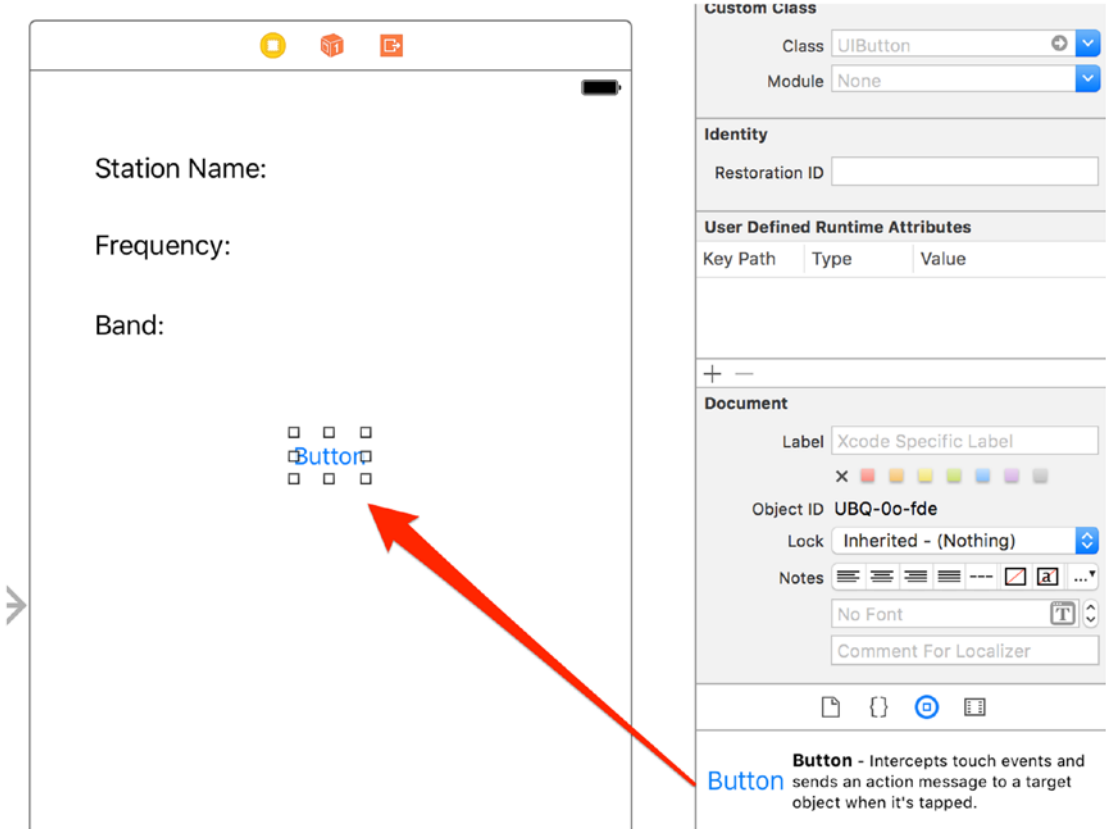 Station Name:
Frequency:
Band:
Button
Custom Class
Class UIButton
Module None
Identity
Restoration ID
User Defined Runtime Attributes
Key Path Type Value
Document
Label Xcode Specific Label
Object ID UBQ-0o-fde
Lock Inherited - (Nothing)
Notes
No Font
Comment For Localizer
Button
Button - Intercepts touch events and
sends an action message to a target
object when it's tapped.